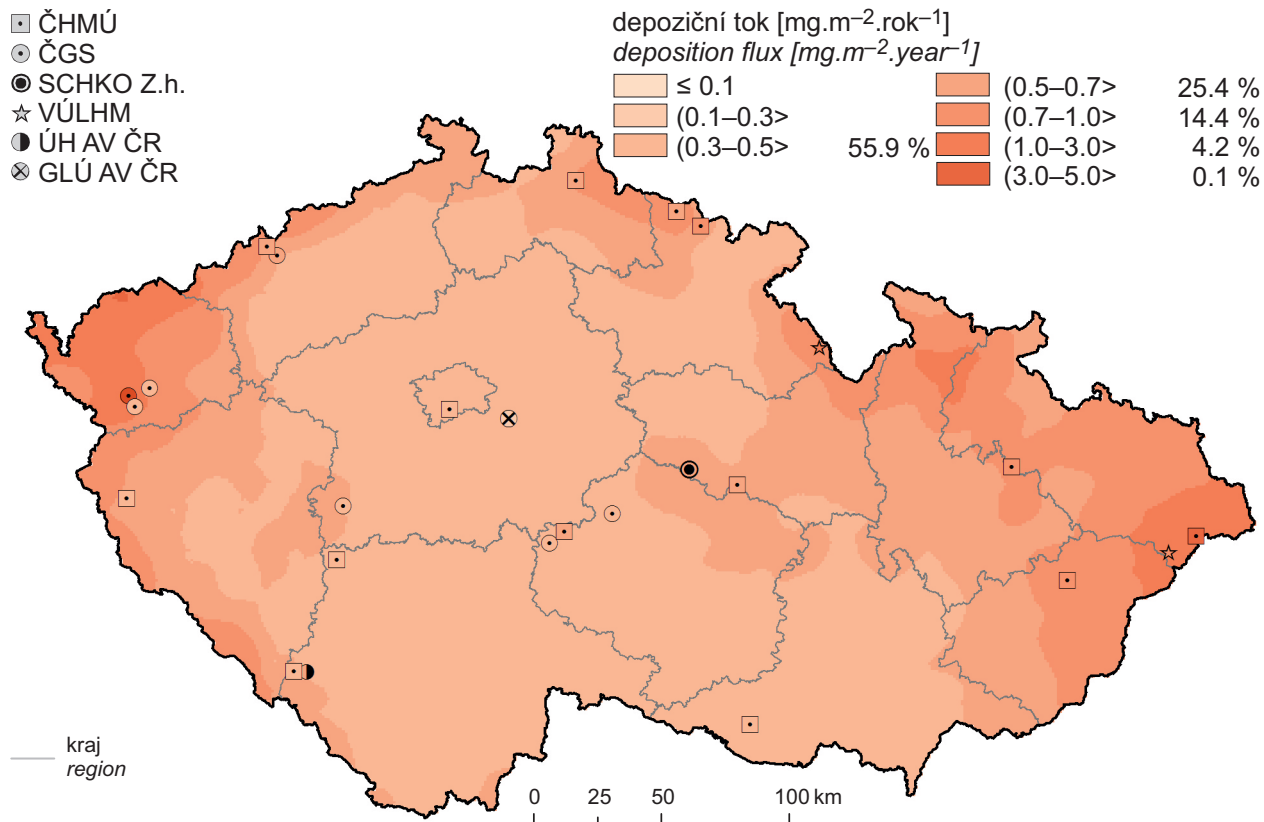 ČHMÚ
ČGS
SCHKO Z.h.
VÚLHM
ÚH AV ČR
GLÚ AV ČR
depoziční tok [mg.m⁻².rok⁻¹]
deposition flux [mg.m⁻².year⁻¹]
≤ 0.1
(0.1–0.3>
(0.3–0.5> 55.9 %
(0.5–0.7> 25.4 %
(0.7–1.0> 14.4 %
(1.0–3.0> 4.2 %
(3.0–5.0> 0.1 %
kraj
region
0 25 50 100 km